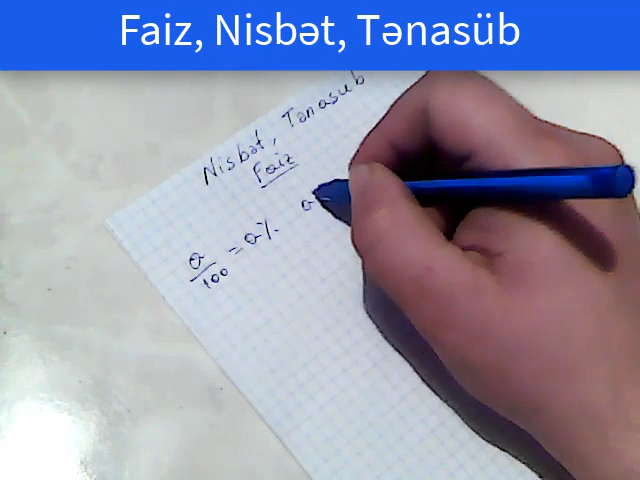 Faiz, Nisbət, Tənasüb
Nisbət, Tənasüb
Faiz
a/100 = a% a